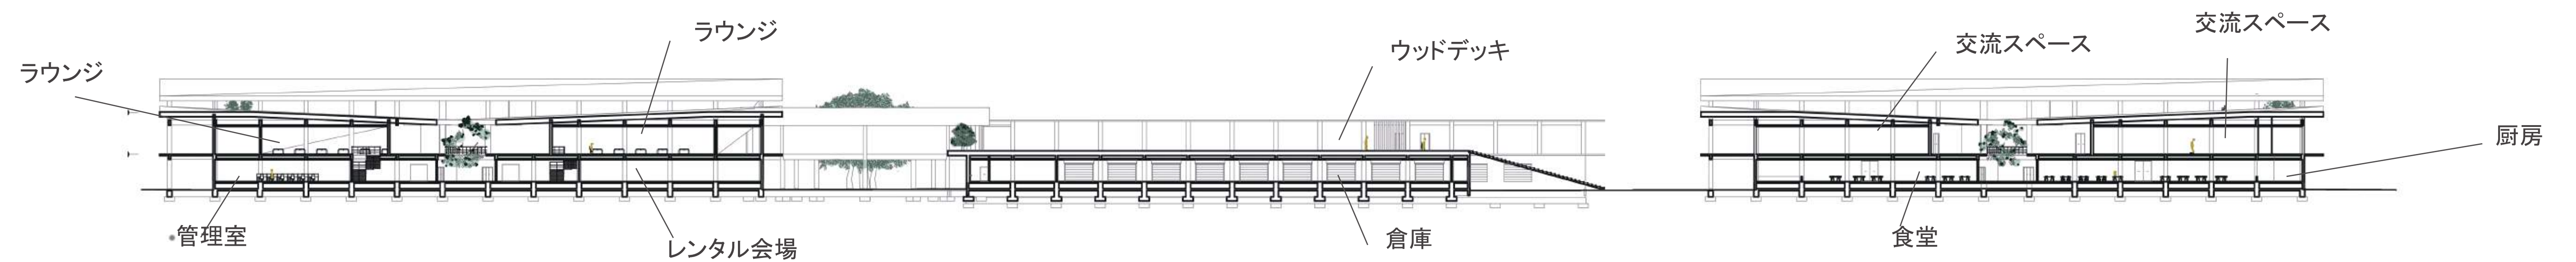 ラウンジ
ラウンジ
ウッドデッキ
交流スペース
交流スペース
厨房
管理室
レンタル会場
倉庫
食堂